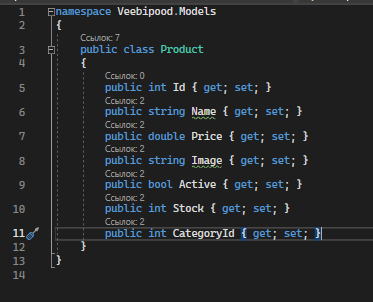 1 namespace Veebipood.Models
2 {
Ссылок: 7
3 public class Product
4 {
Ссылок: 0
5 public int Id { get; set; }
Ссылок: 2
6 public string Name { get; set; }
Ссылок: 2
7 public double Price { get; set; }
Ссылок: 2
8 public string Image { get; set; }
Ссылок: 2
9 public bool Active { get; set; }
Ссылок: 2
10 public int Stock { get; set; }
Ссылок: 2
11 public int CategoryId { get; set; }
12 }
13 }
14